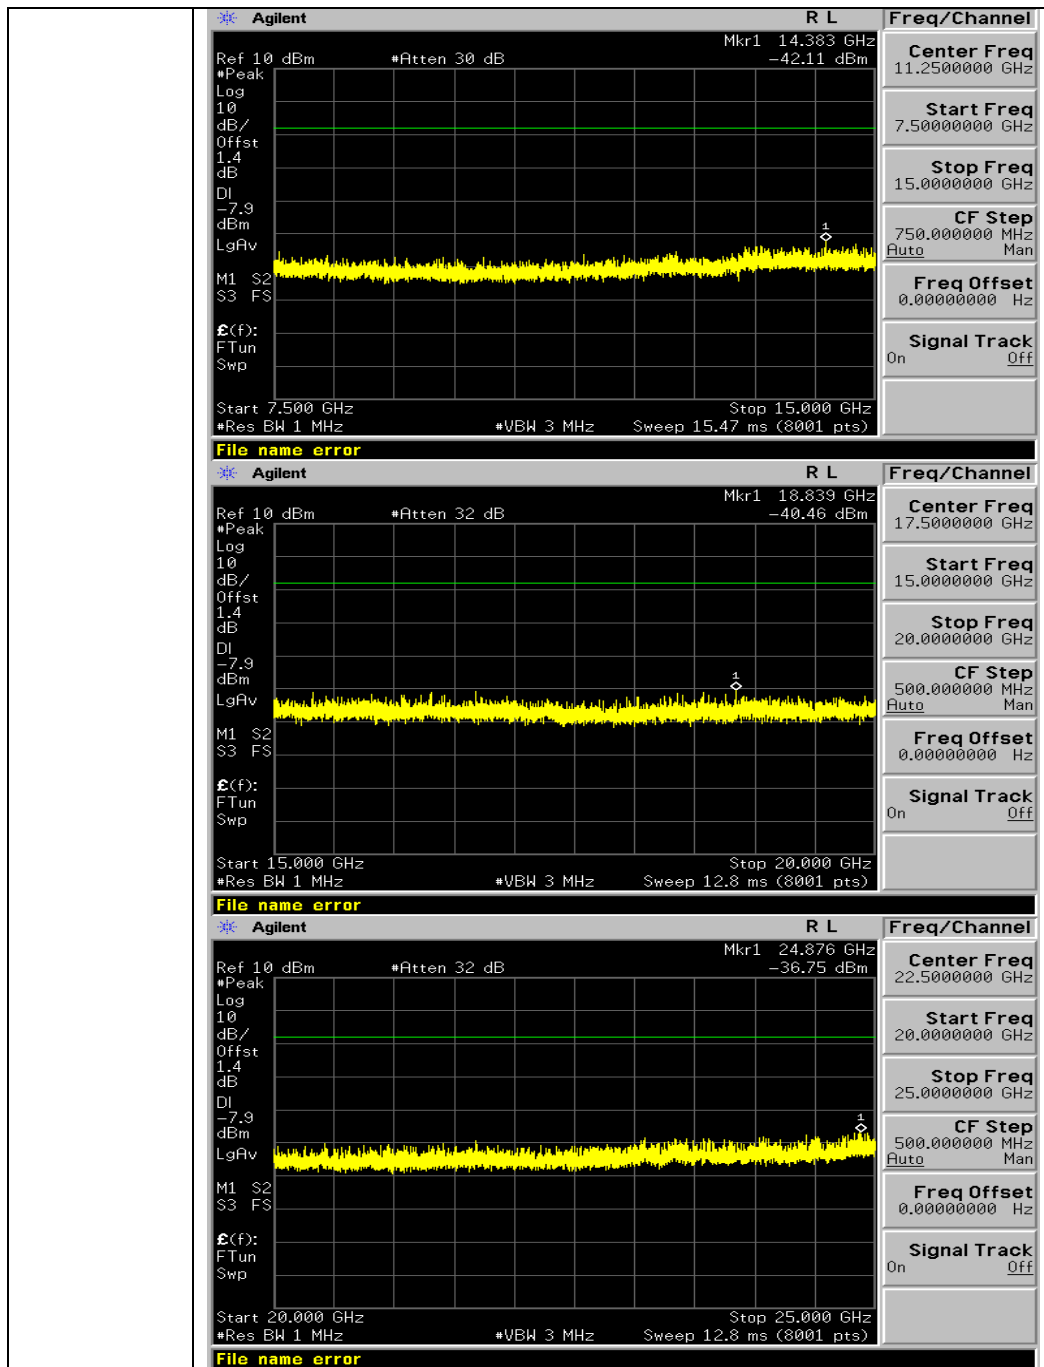 Agilent R L Freq/Channel
Mkr1 14.383 GHz
Ref 10 dBm #Atten 30 dB -42.11 dBm
#Peak
Log
10
dB/
Offst
1.4
dB
DI
-7.9
dBm
LgAv
M1 S2
S3 FS
£(f):
FTun
Swp
1
Start 7.500 GHz Stop 15.000 GHz
#Res BW 1 MHz #VBW 3 MHz Sweep 15.47 ms (8001 pts)
Center Freq
11.2500000 GHz
Start Freq
7.50000000 GHz
Stop Freq
15.0000000 GHz
CF Step
750.000000 MHz
Auto Man
Freq Offset
0.00000000 Hz
Signal Track
On Off
File name error
Agilent R L Freq/Channel
Mkr1 18.839 GHz
Ref 10 dBm #Atten 32 dB -40.46 dBm
#Peak
Log
10
dB/
Offst
1.4
dB
DI
-7.9
dBm
LgAv
M1 S2
S3 FS
£(f):
FTun
Swp
1
Start 15.000 GHz Stop 20.000 GHz
#Res BW 1 MHz #VBW 3 MHz Sweep 12.8 ms (8001 pts)
Center Freq
17.5000000 GHz
Start Freq
15.0000000 GHz
Stop Freq
20.0000000 GHz
CF Step
500.000000 MHz
Auto Man
Freq Offset
0.00000000 Hz
Signal Track
On Off
File name error
Agilent R L Freq/Channel
Mkr1 24.876 GHz
Ref 10 dBm #Atten 32 dB -36.75 dBm
#Peak
Log
10
dB/
Offst
1.4
dB
DI
-7.9
dBm
LgAv
M1 S2
S3 FS
£(f):
FTun
Swp
1
Start 20.000 GHz Stop 25.000 GHz
#Res BW 1 MHz #VBW 3 MHz Sweep 12.8 ms (8001 pts)
Center Freq
22.5000000 GHz
Start Freq
20.0000000 GHz
Stop Freq
25.0000000 GHz
CF Step
500.000000 MHz
Auto Man
Freq Offset
0.00000000 Hz
Signal Track
On Off
File name error